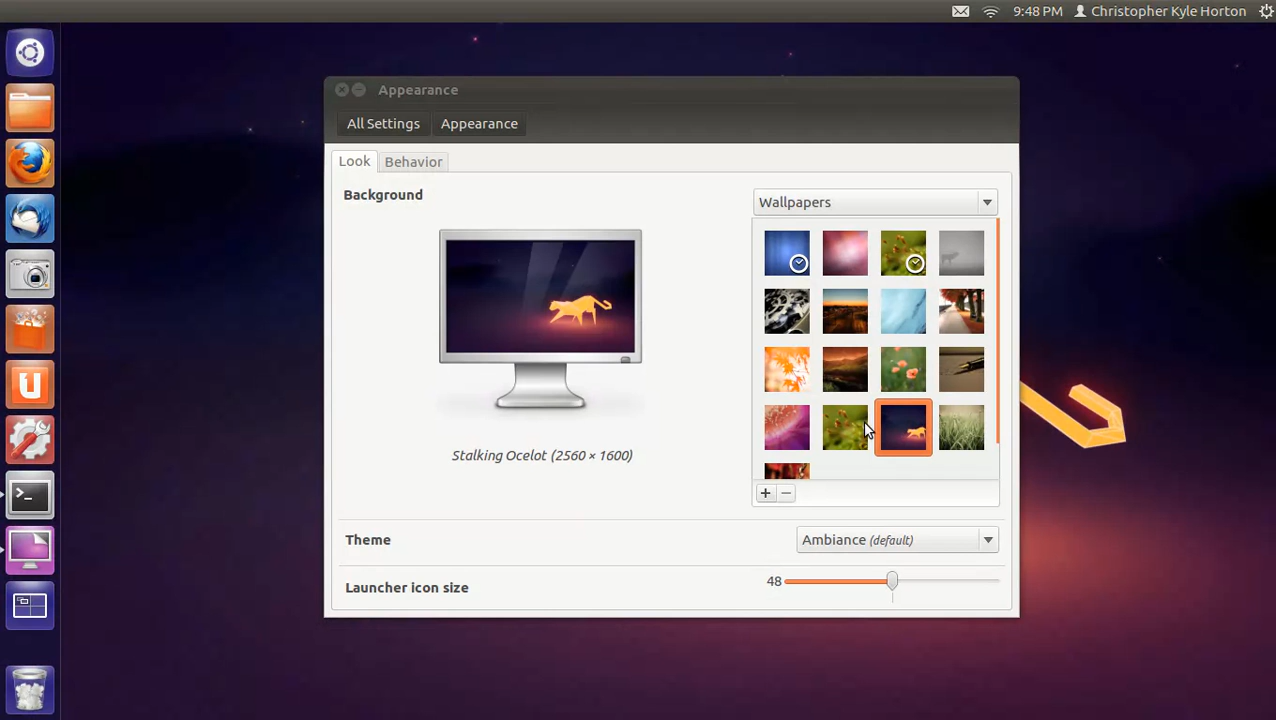 9:48 PM Christopher Kyle Horton
Appearance
All Settings Appearance
Look Behavior
Background
Wallpapers
Stalking Ocelot (2560 × 1600)
Theme
Ambiance (default)
Launcher icon size
48